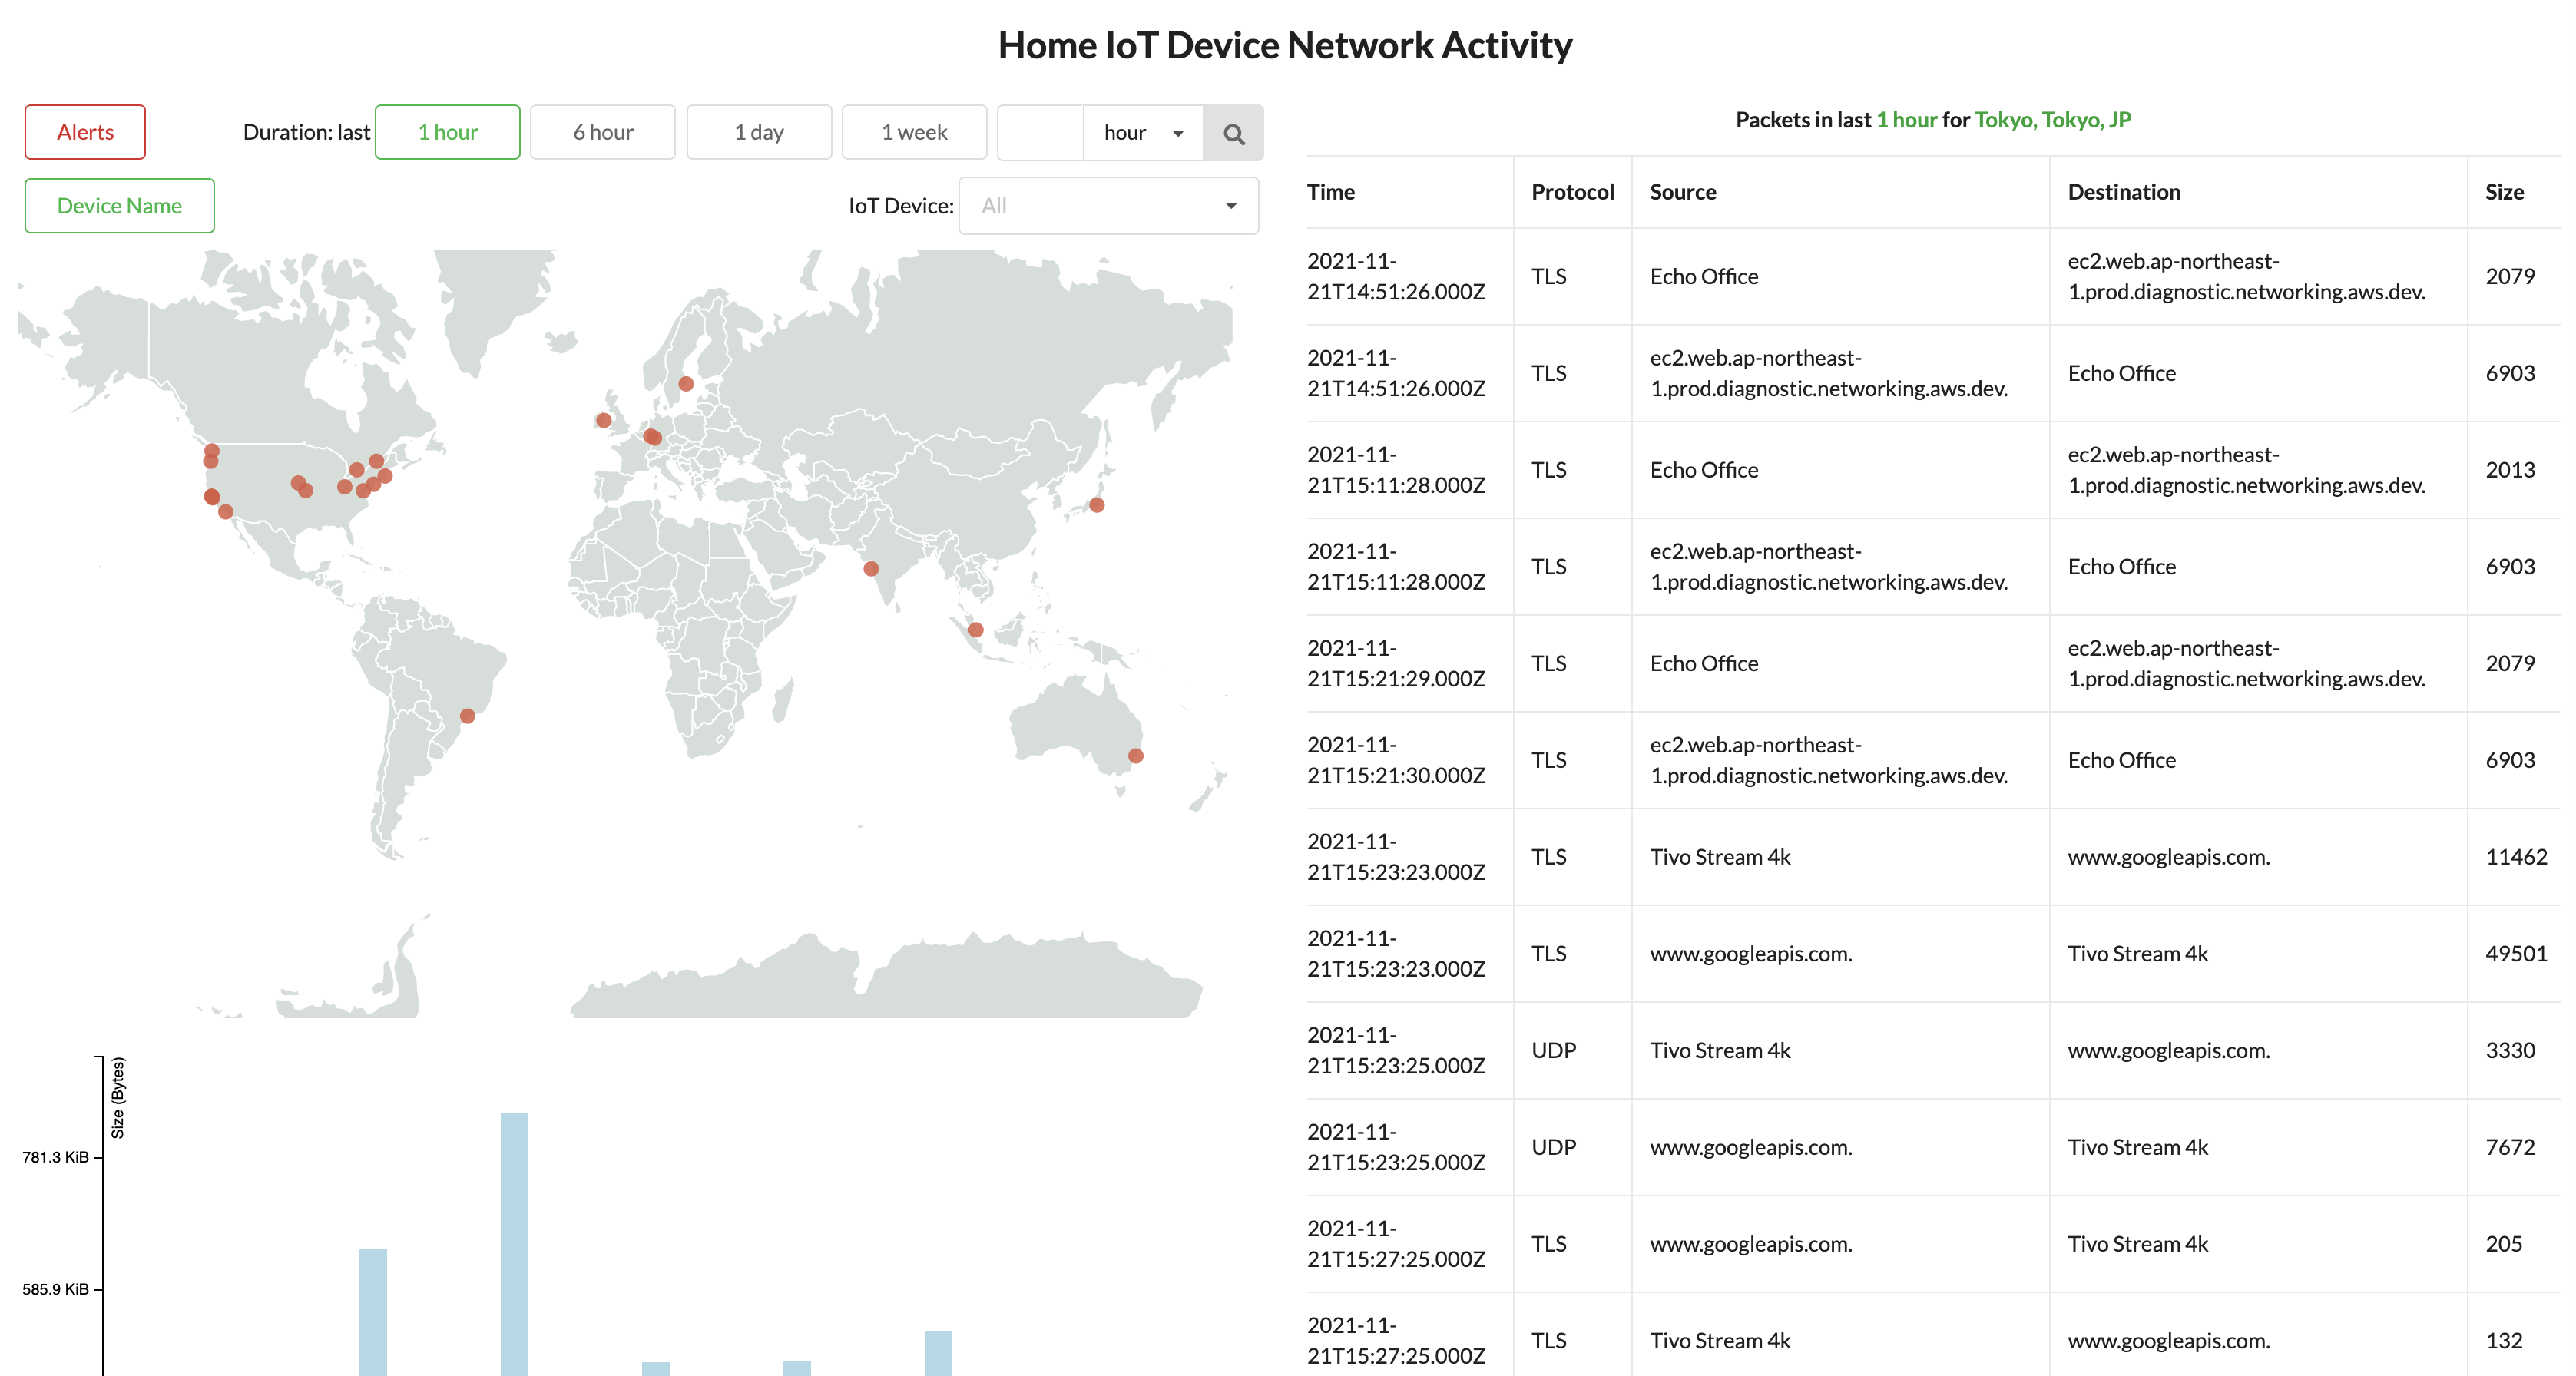 Home IoT Device Network Activity
Alerts
Duration: last 1 hour 6 hour 1 day 1 week hour
Device Name
IoT Device: All
Size (Bytes)
781.3 KiB
585.9 KiB
Packets in last 1 hour for Tokyo, Tokyo, JP
Time Protocol Source Destination Size
2021-11-
21T14:51:26.000Z
TLS
Echo Office
ec2.web.ap-northeast-
1.prod.diagnostic.networking.aws.dev.
2079
2021-11-
21T14:51:26.000Z
TLS
ec2.web.ap-northeast-
1.prod.diagnostic.networking.aws.dev.
Echo Office
6903
2021-11-
21T15:11:28.000Z
TLS
Echo Office
ec2.web.ap-northeast-
1.prod.diagnostic.networking.aws.dev.
2013
2021-11-
21T15:11:28.000Z
TLS
ec2.web.ap-northeast-
1.prod.diagnostic.networking.aws.dev.
Echo Office
6903
2021-11-
21T15:21:29.000Z
TLS
Echo Office
ec2.web.ap-northeast-
1.prod.diagnostic.networking.aws.dev.
2079
2021-11-
21T15:21:30.000Z
TLS
ec2.web.ap-northeast-
1.prod.diagnostic.networking.aws.dev.
Echo Office
6903
2021-11-
21T15:23:23.000Z
TLS
Tivo Stream 4k
www.googleapis.com.
11462
2021-11-
21T15:23:23.000Z
TLS
www.googleapis.com.
Tivo Stream 4k
49501
2021-11-
21T15:23:25.000Z
UDP
Tivo Stream 4k
www.googleapis.com.
3330
2021-11-
21T15:23:25.000Z
UDP
www.googleapis.com.
Tivo Stream 4k
7672
2021-11-
21T15:27:25.000Z
TLS
www.googleapis.com.
Tivo Stream 4k
205
2021-11-
21T15:27:25.000Z
TLS
Tivo Stream 4k
www.googleapis.com.
132